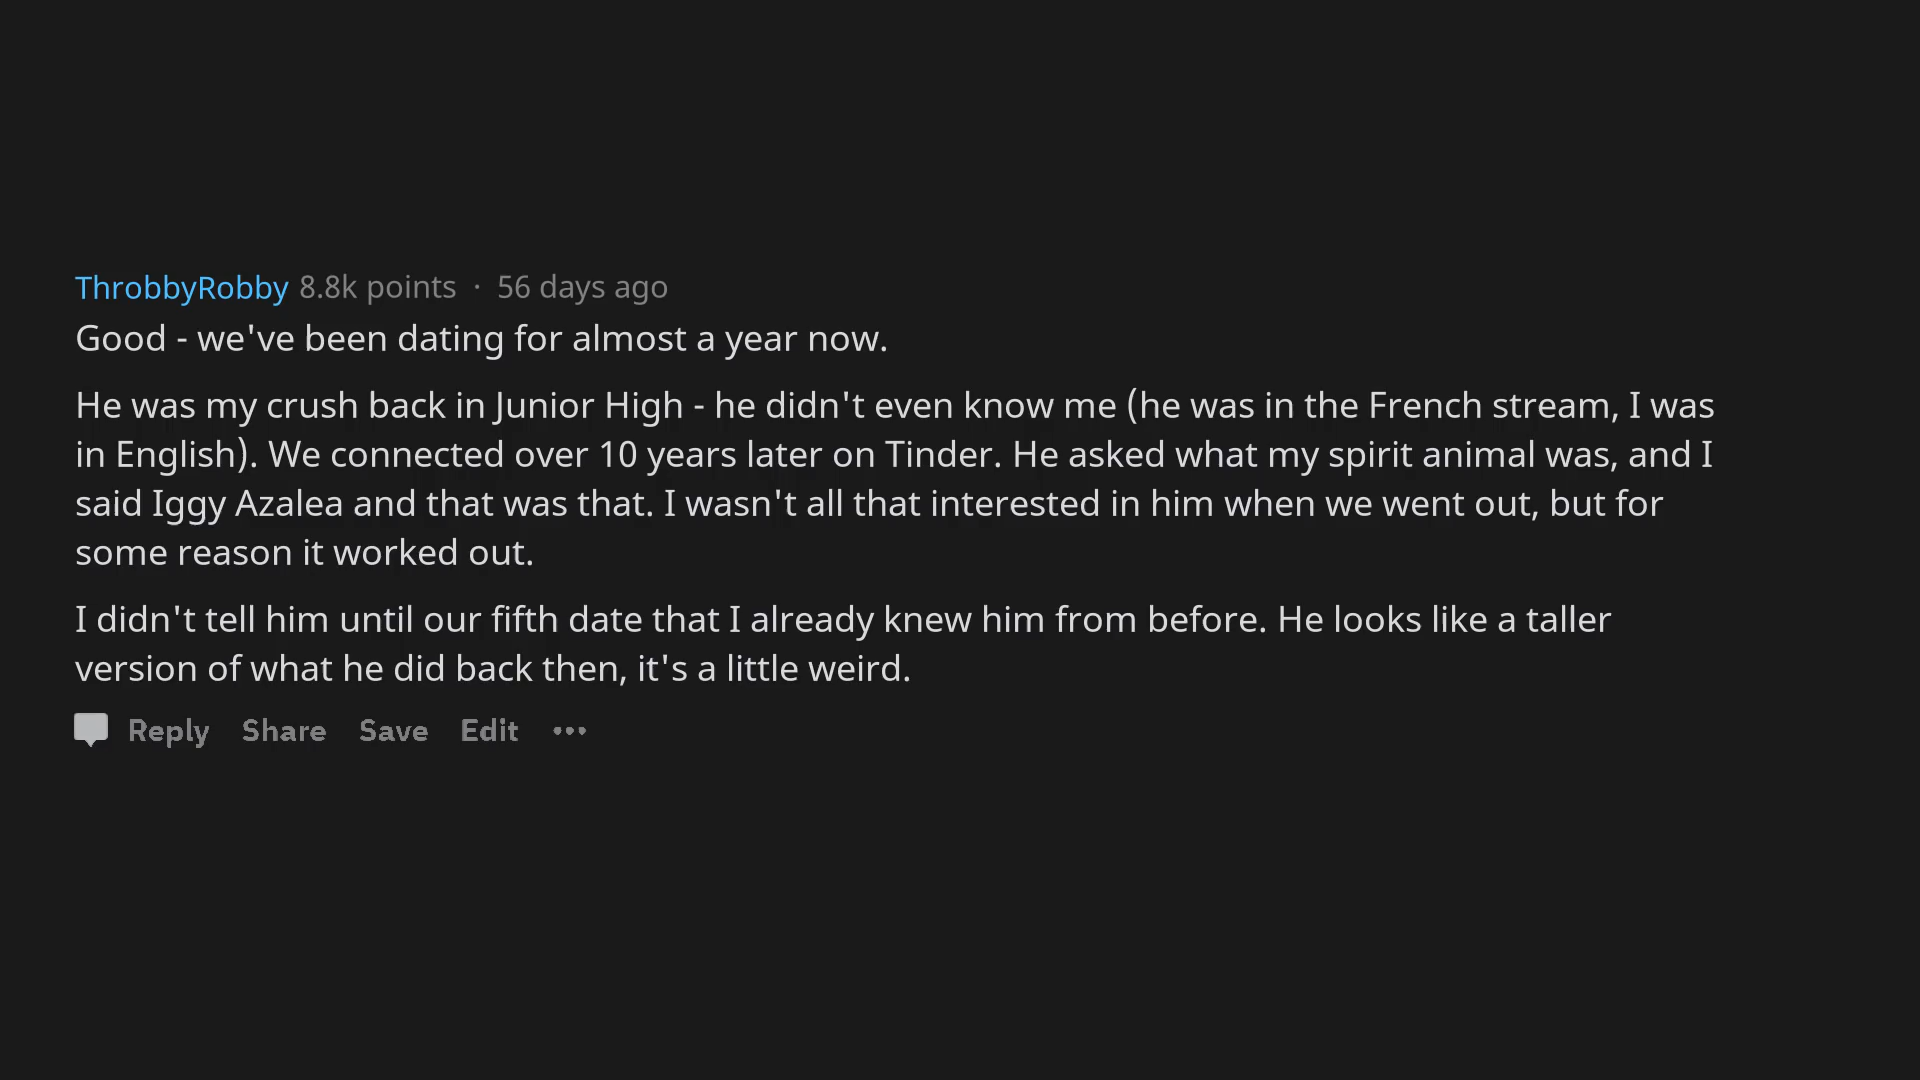 ThrobbyRobby 8.8k points · 56 days ago
Good - we've been dating for almost a year now.
He was my crush back in Junior High - he didn't even know me (he was in the French stream, I was
in English). We connected over 10 years later on Tinder. He asked what my spirit animal was, and I
said Iggy Azalea and that was that. I wasn't all that interested in him when we went out, but for
some reason it worked out.
I didn't tell him until our fifth date that I already knew him from before. He looks like a taller
version of what he did back then, it's a little weird.
Reply Share Save Edit •••